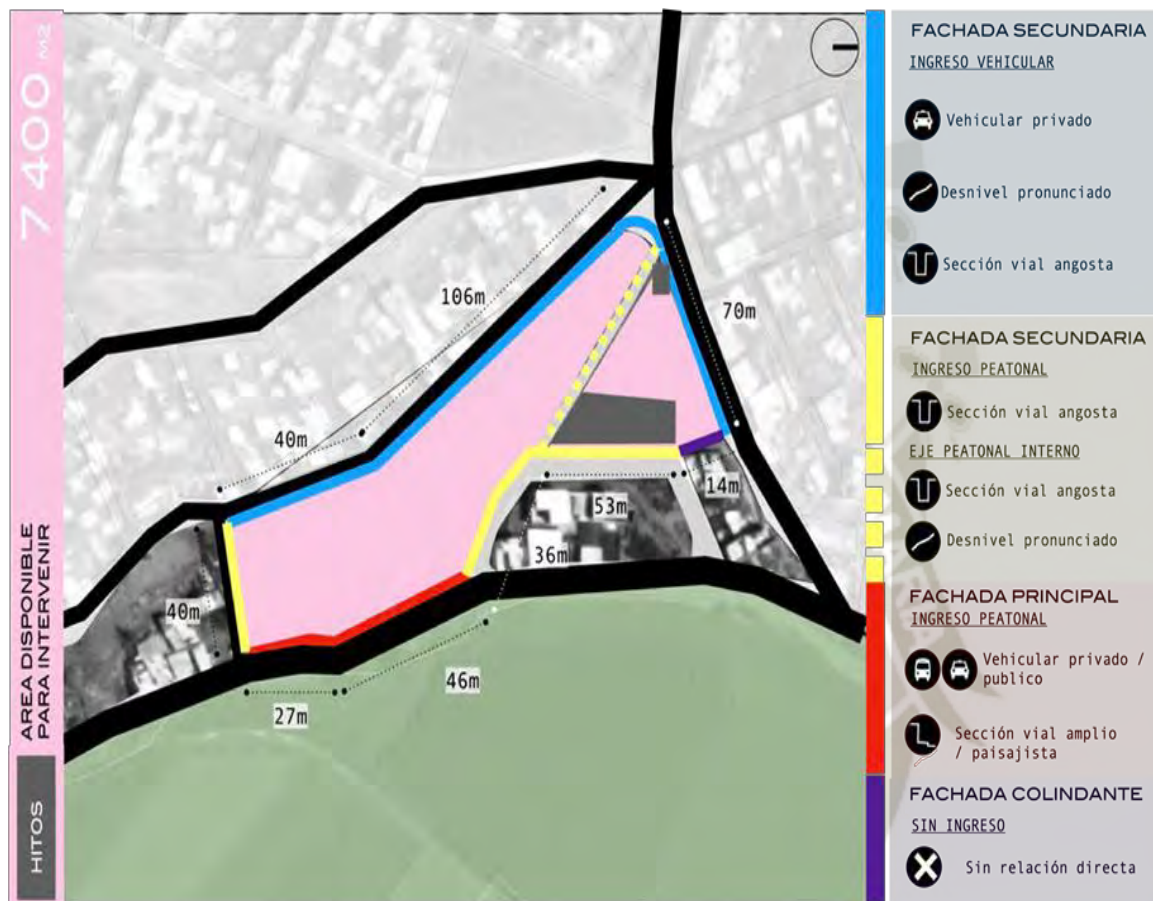 7 400 M2
AREA DISPONIBLE
PARA INTERVENIR
HITOS
106m
70m
40m
53m
14m
36m
40m
46m
27m
FACHADA SECUNDARIA
INGRESO VEHICULAR
Vehicular privado
Desnivel pronunciado
Sección vial angosta
FACHADA SECUNDARIA
INGRESO PEATONAL
Sección vial angosta
EJE PEATONAL INTERNO
Sección vial angosta
Desnivel pronunciado
FACHADA PRINCIPAL
INGRESO PEATONAL
Vehicular privado /
publico
Sección vial amplio
/ paisajista
FACHADA COLINDANTE
SIN INGRESO
Sin relación directa